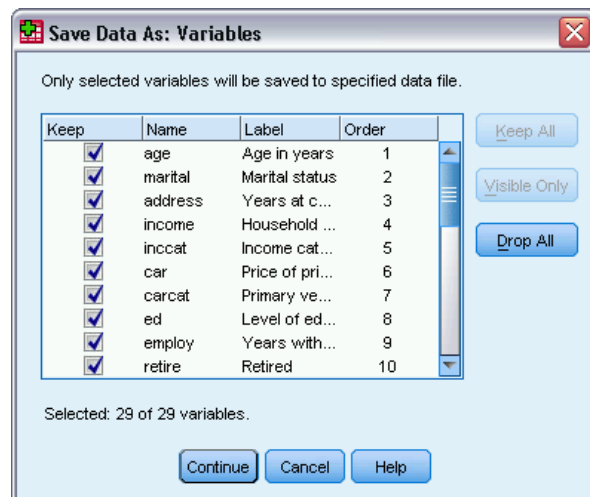 Save Data As: Variables
Only selected variables will be saved to specified data file.
Keep Name Label Order
age Age in years 1
marital Marital status 2
address Years at c... 3
income Household ... 4
inccat Income cat... 5
car Price of pri... 6
carcat Primary ve... 7
ed Level of ed... 8
employ Years with... 9
retire Retired 10
Keep All
Visible Only
Drop All
Selected: 29 of 29 variables.
Continue Cancel Help